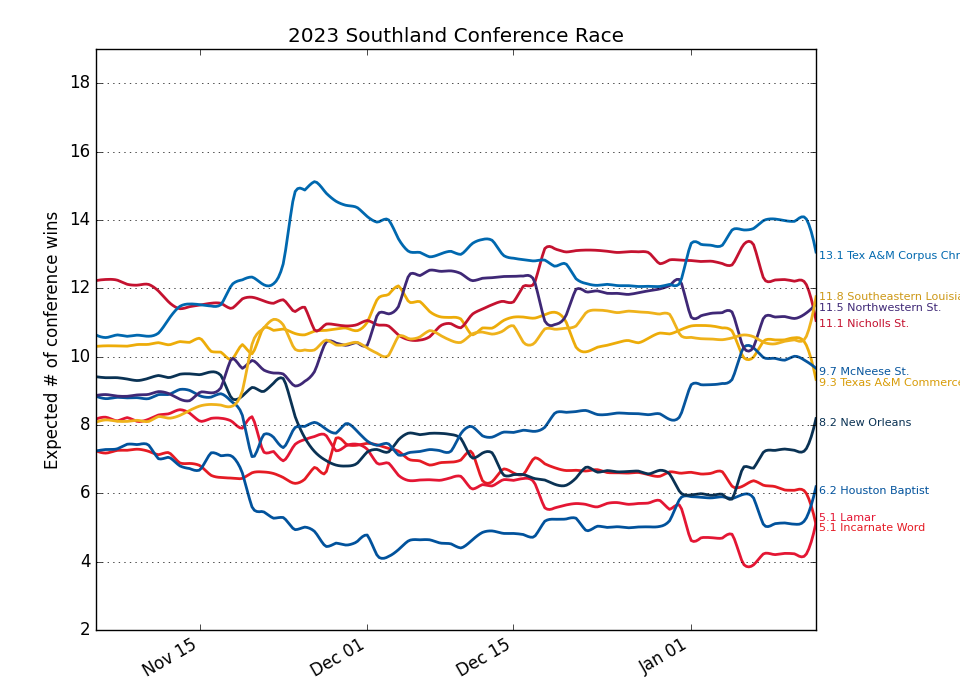 2023 Southland Conference Race
Expected # of conference wins
18
16
14
12
10
8
6
4
2
Nov 15
Dec 01
Dec 15
Jan 01
13.1 Tex A&M Corpus Chr
11.8 Southeastern Louisia
11.5 Northwestern St.
11.1 Nicholls St.
9.7 McNeese St.
9.3 Texas A&M Commerce
8.2 New Orleans
6.2 Houston Baptist
5.1 Lamar
5.1 Incarnate Word